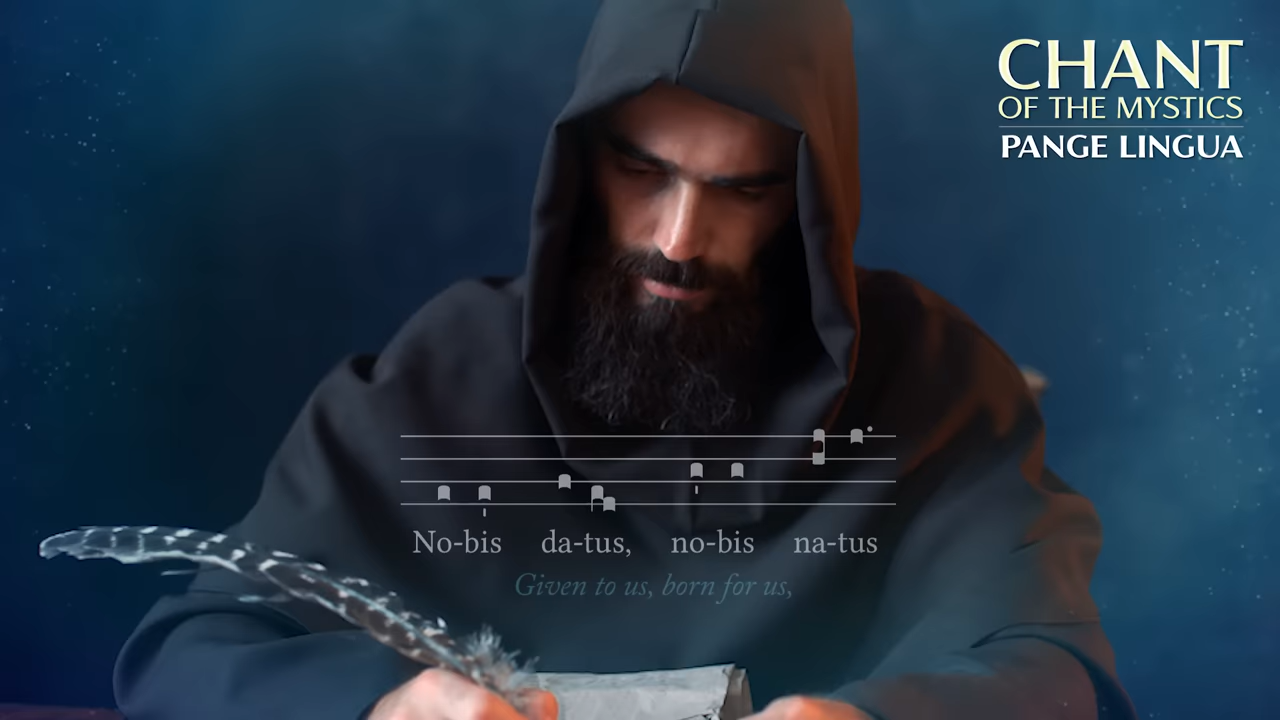 CHANT
OF THE MYSTICS
PANGE LINGUA
No-bis da-tus, no-bis na-tus
Given to us, born for us,